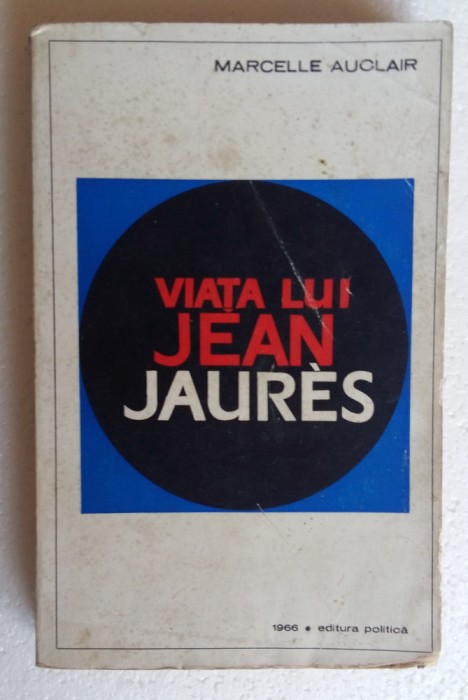 MARCELLE AUCLAIR
VIAȚA LUI
JEAN
JAURÈS
1966 • editura politică